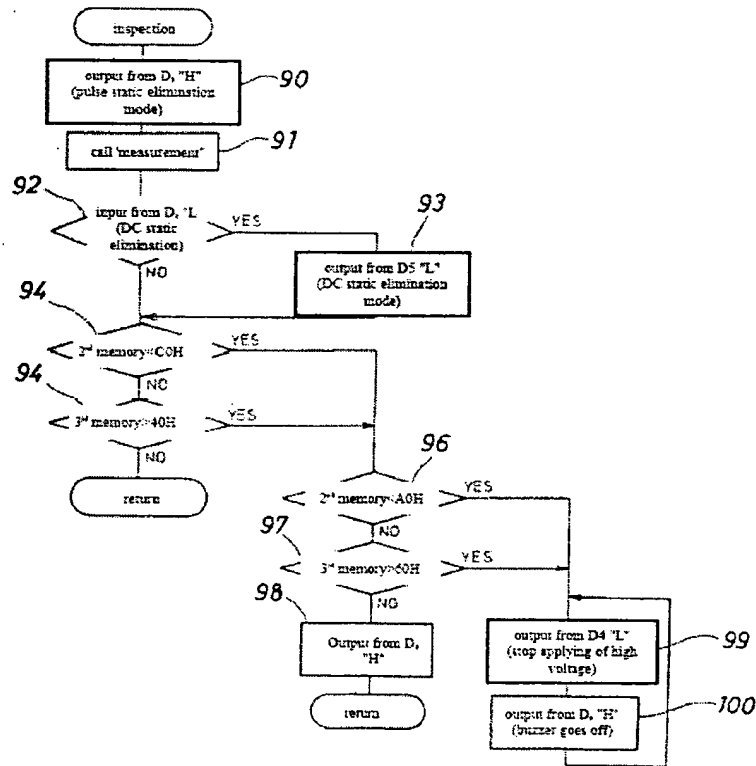 inspection
output from D, "H"
(pulse static elimination
mode)
90
call "measurement"
91
92
input from D, "L
(DC static
elimination)
YES
NO
93
output from D5 "L"
(DC static elimination
mode)
94
2nd memory<C0H
YES
NO
94
3rd memory>40H
YES
NO
return
96
2nd memory<A0H
YES
NO
97
3rd memory>60H
YES
NO
98
Output from D,
"H"
return
output from D4 "L"
(stop applying of high
voltage)
99
output from D, "H"
(buzzer goes off)
100